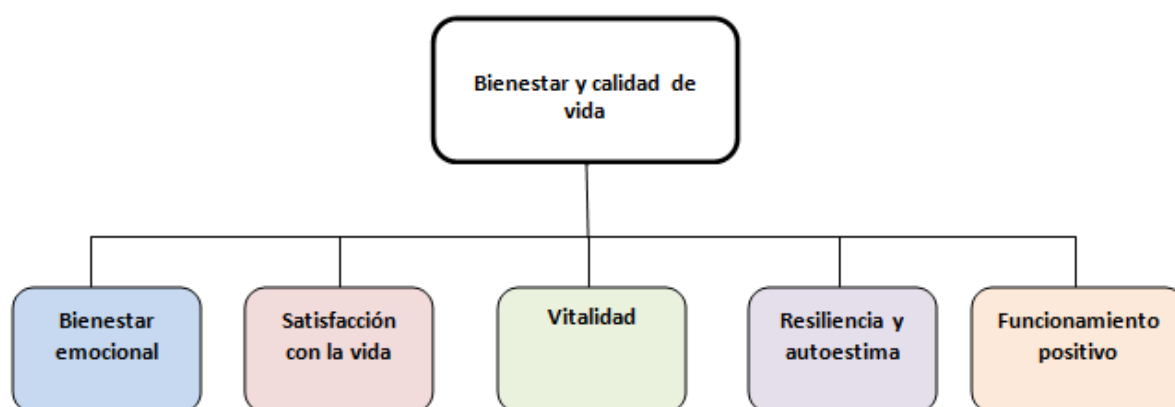 Bienestar y calidad de
vida
Bienestar
emocional
Satisfacción
con la vida
Vitalidad
Resiliencia y
autoestima
Funcionamiento
positivo